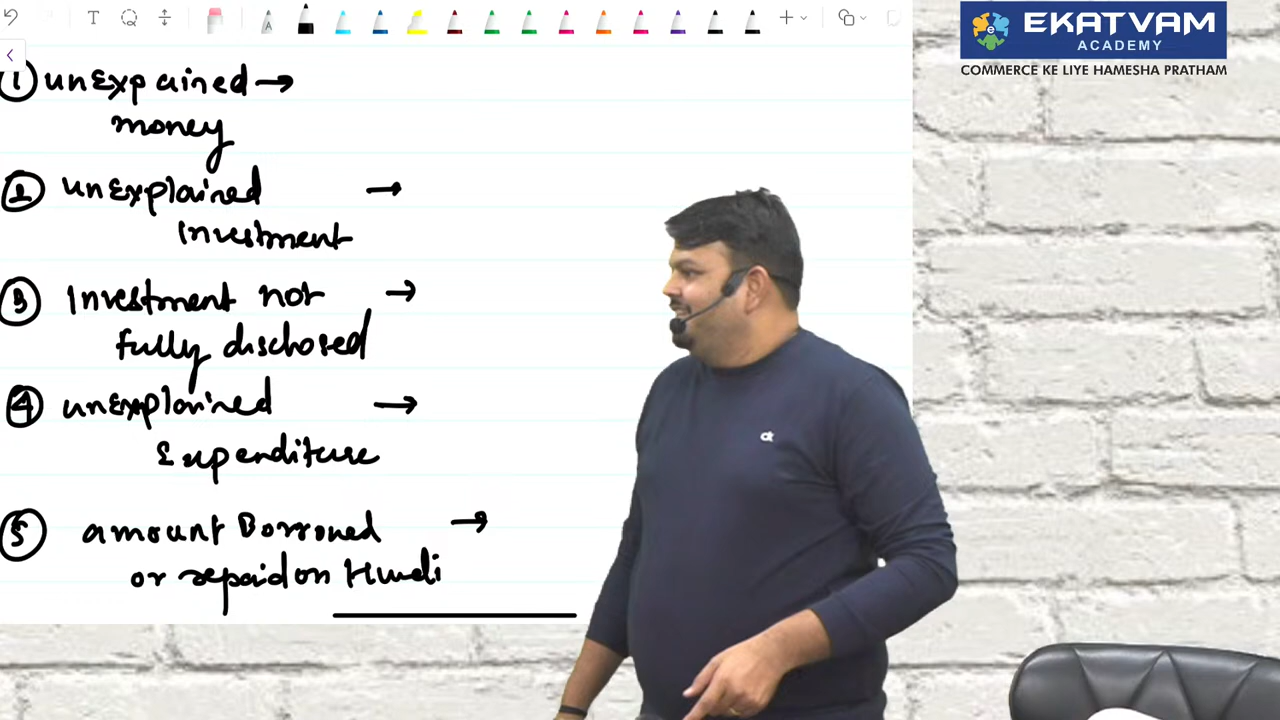 EKATVAM
ACADEMY
COMMERCE KE LIYE HAMESHA PRATHAM
① unExpained →
money
② unExplained →
Investment
③ Investment not →
fully disclosed
④ unExplained →
Expenditure
⑤ amount Borrowed →
or repaid on Hundi